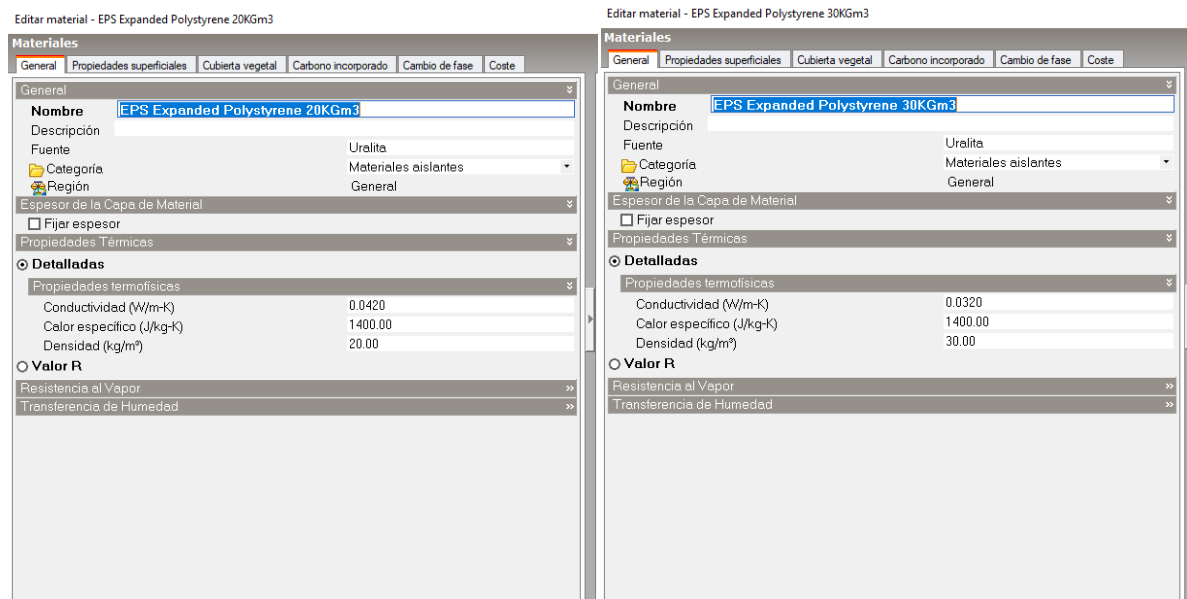 Editar material - EPS Expanded Polystyrene 20KGm3
Materiales
General Propiedades superficiales Cubierta vegetal Carbono incorporado Cambio de fase Coste
General
Nombre EPS Expanded Polystyrene 20KGm3
Descripción
Fuente Uralita
Categoría Materiales aislantes
Región General
Espesor de la Capa de Material
Fijar espesor
Propiedades Térmicas
Detalladas
Propiedades termofísicas
Conductividad (W/m-K) 0.0420
Calor específico (J/kg-K) 1400.00
Densidad (kg/m³) 20.00
Valor R
Resistencia al Vapor
Transferencia de Humedad
Editar material - EPS Expanded Polystyrene 30KGm3
Materiales
General Propiedades superficiales Cubierta vegetal Carbono incorporado Cambio de fase Coste
General
Nombre EPS Expanded Polystyrene 30KGm3
Descripción
Fuente Uralita
Categoría Materiales aislantes
Región General
Espesor de la Capa de Material
Fijar espesor
Propiedades Térmicas
Detalladas
Propiedades termofísicas
Conductividad (W/m-K) 0.0320
Calor específico (J/kg-K) 1400.00
Densidad (kg/m³) 30.00
Valor R
Resistencia al Vapor
Transferencia de Humedad